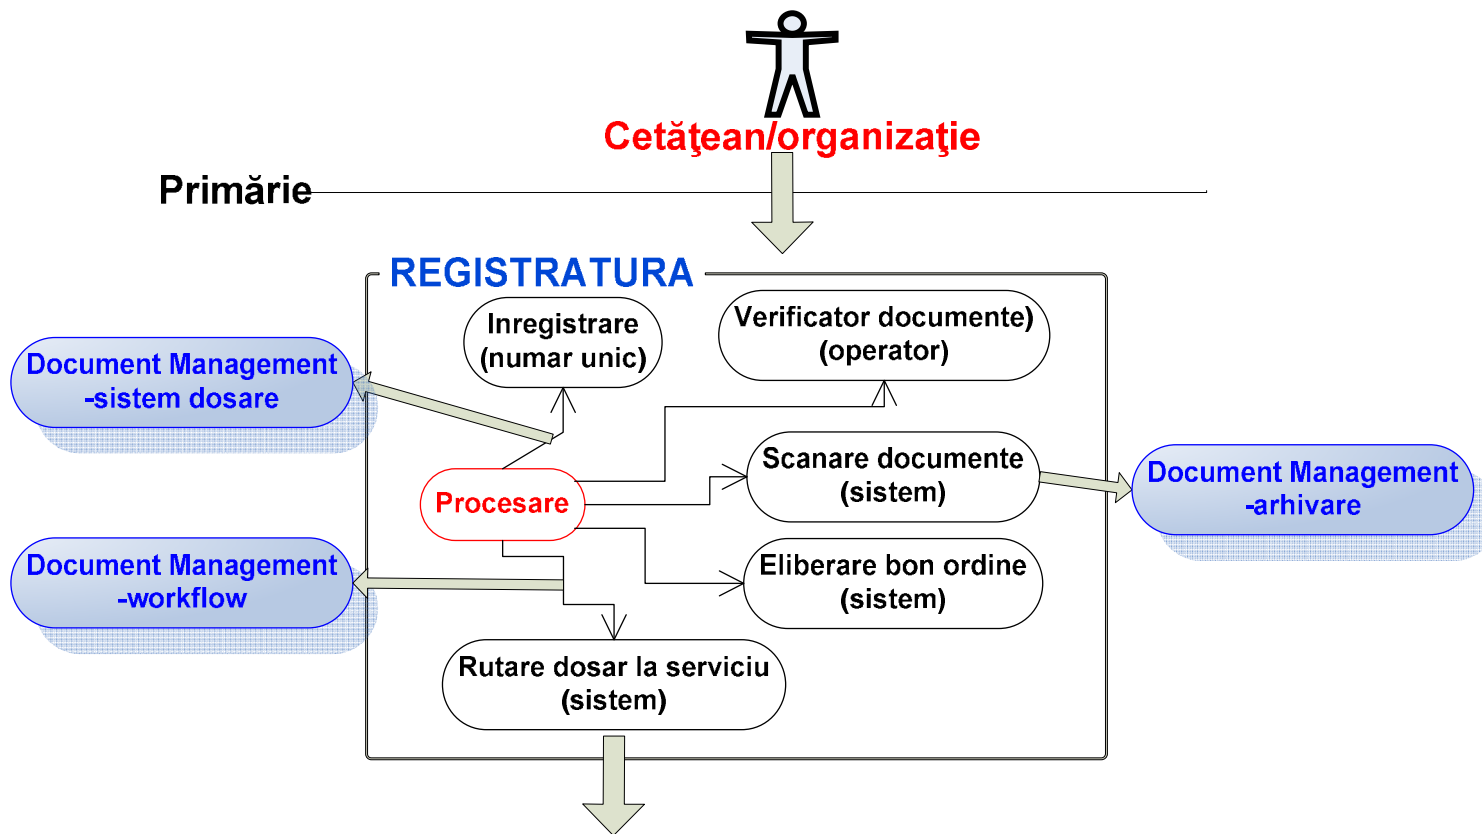 Cetăţean/organizaţie
Primărie
REGISTRATURA
Inregistrare
(numar unic)
Verificator documente)
(operator)
Document Management
-sistem dosare
Scanare documente
(sistem)
Procesare
Document Management
-arhivare
Document Management
-workflow
Eliberare bon ordine
(sistem)
Rutare dosar la serviciu
(sistem)